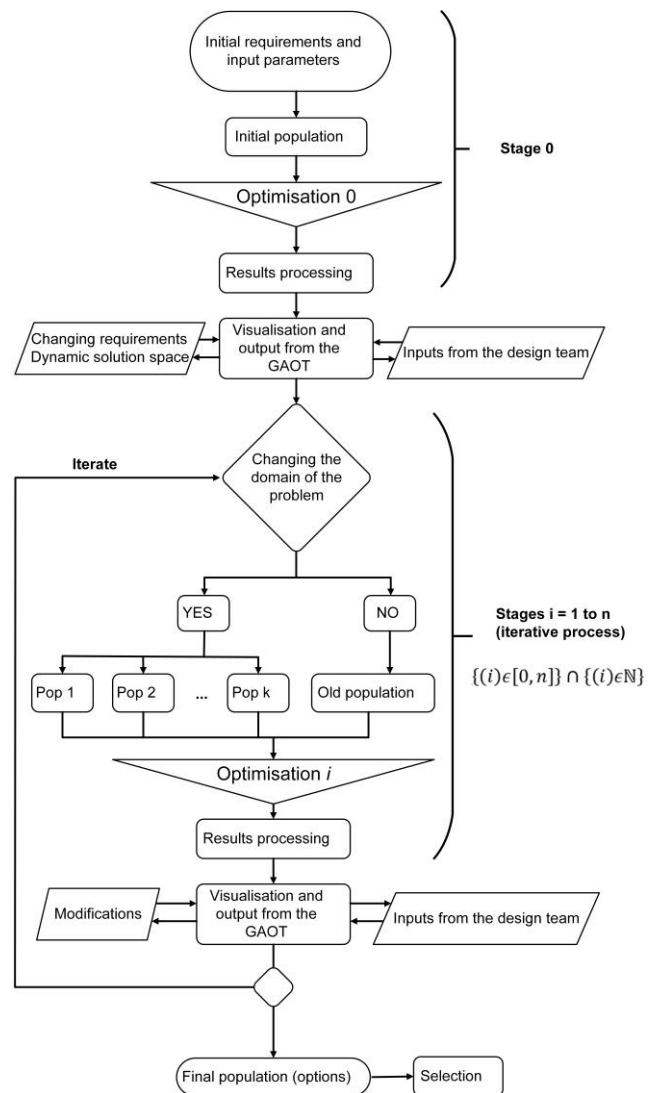 Initial requirements and
input parameters
Initial population
Stage 0
Optimisation 0
Results processing
Changing requirements
Dynamic solution space
Visualisation and
output from the
GAOT
Inputs from the design team
Iterate
Changing the
domain of the
problem
YES
NO
Stages i = 1 to n
(iterative process)
{(i)ϵ[0, n]} ∩ {(i)ϵℕ}
Pop 1
Pop 2
...
Pop k
Old population
Optimisation i
Results processing
Modifications
Visualisation and
output from the
GAOT
Inputs from the design team
Final population (options)
Selection